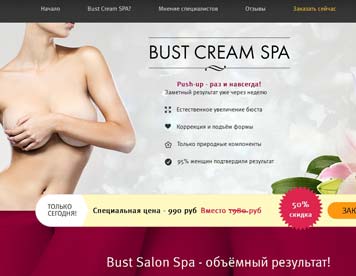 Начало Bust Cream SPA? Мнение специалистов Отзывы Заказать сейчас
BUST CREAM SPA
Push-up - раз и навсегда!
Заметный результат уже через неделю
Естественное увеличение бюста
Коррекция и подъём формы
Только природные компоненты
95% женщин подтвердили результат
ТОЛЬКО
СЕГОДНЯ!
Специальная цена - 990 руб Вместо 1980 руб
50%
скидка
Bust Salon Spa - объёмный результат!